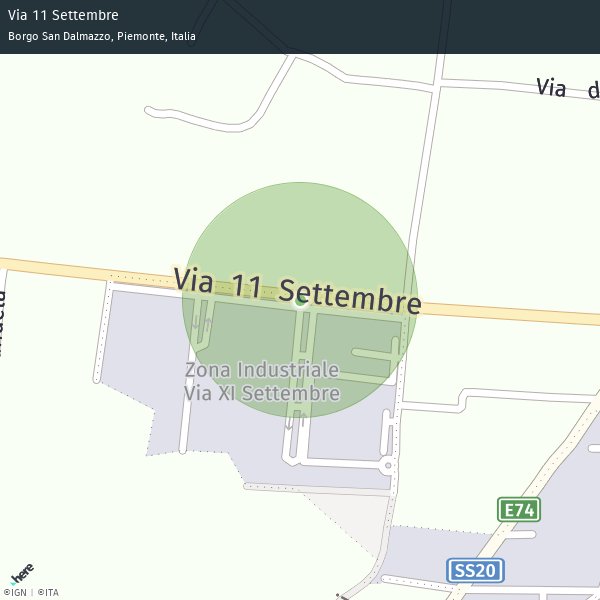 Via 11 Settembre
Borgo San Dalmazzo, Piemonte, Italia
Via d
Via 11 Settembre
Zona Industriale
Via XI Settembre
E74
SS20
here
©IGN | ©ITA